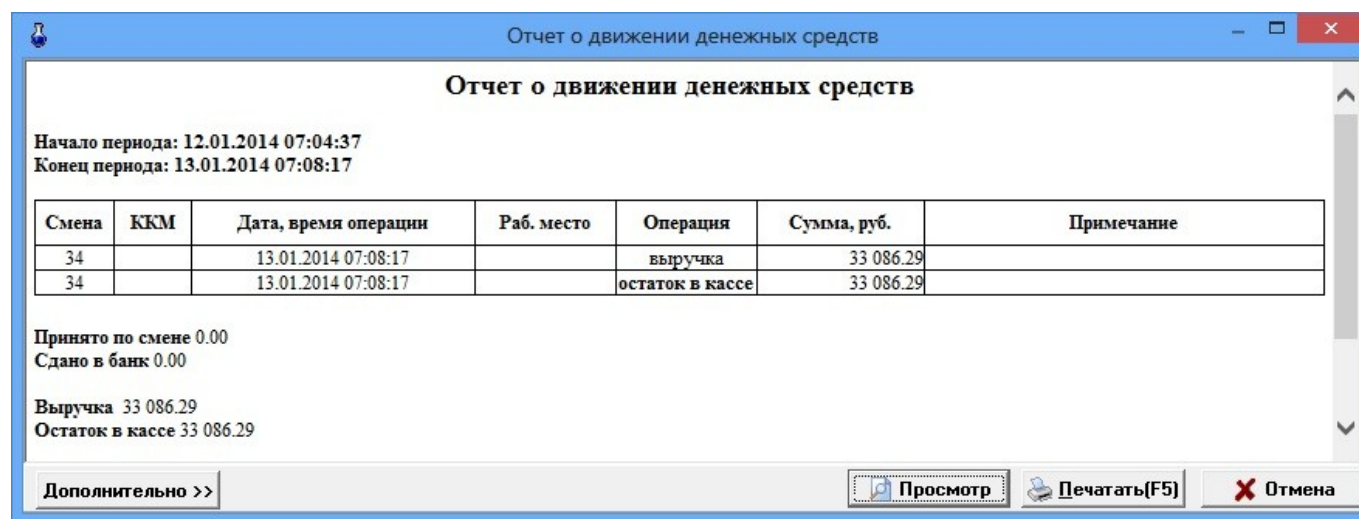 Отчет о движении денежных средств
Отчет о движении денежных средств
Начало периода: 12.01.2014 07:04:37
Конец периода: 13.01.2014 07:08:17
Смена ККМ Дата, время операции Раб. место Операция Сумма, руб. Примечание
34 13.01.2014 07:08:17 выручка 33 086.29
34 13.01.2014 07:08:17 остаток в кассе 33 086.29
Принято по смене 0.00
Сдано в банк 0.00
Выручка 33 086.29
Остаток в кассе 33 086.29
Дополнительно >> Просмотр Печатать(F5) Отмена